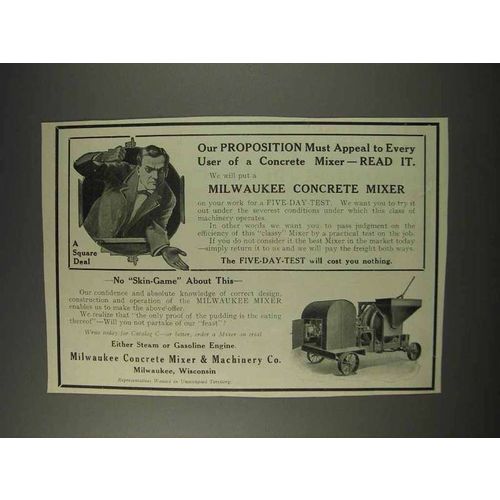 Our PROPOSITION Must Appeal to Every
User of a Concrete Mixer—READ IT.
We will put a
MILWAUKEE CONCRETE MIXER
on your work for a FIVE-DAY-TEST. We want you to try it
out under the severest conditions under which this class of
machinery operates.
In other words we want you to pass judgment on the
efficiency of this "classy" Mixer by a practical test on the job.
If you do not consider it the best Mixer in the market today
—simply return it to us and we will pay the freight both ways.
The FIVE-DAY-TEST will cost you nothing.
A
Square
Deal
—No "Skin-Game" About This—
Our confidence and absolute knowledge of correct design,
construction and operation of the MILWAUKEE MIXER
enables us to make the above offer.
We realize that "the only proof of the pudding is the eating
thereof"—Will you not partake of our "feast"?
Write today for Catalog C—or better, order a Mixer on trial.
Either Steam or Gasoline Engine.
Milwaukee Concrete Mixer & Machinery Co.
Milwaukee, Wisconsin
Representatives Wanted in Unoccupied Territory.